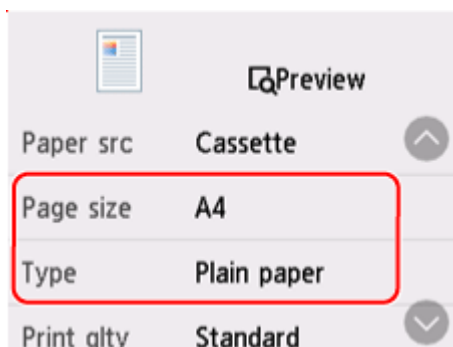 Preview
Paper src Cassette
Page size A4
Type Plain paper
Print qlty Standard